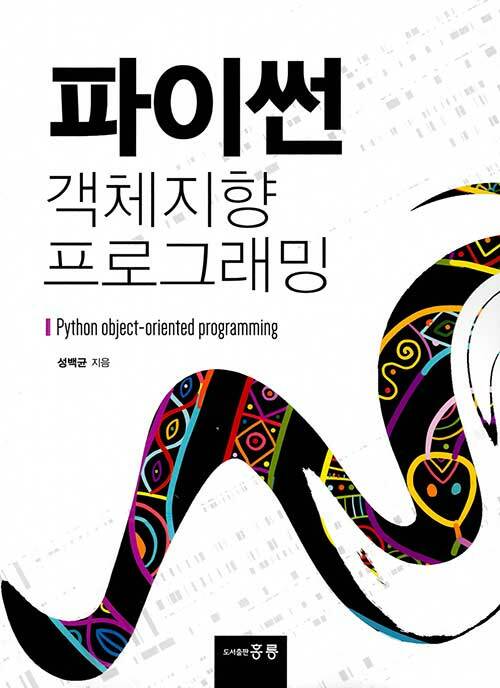 파이썬
객체지향
프로그래밍
Python object-oriented programming
성백균 지음
도서출판 홍릉